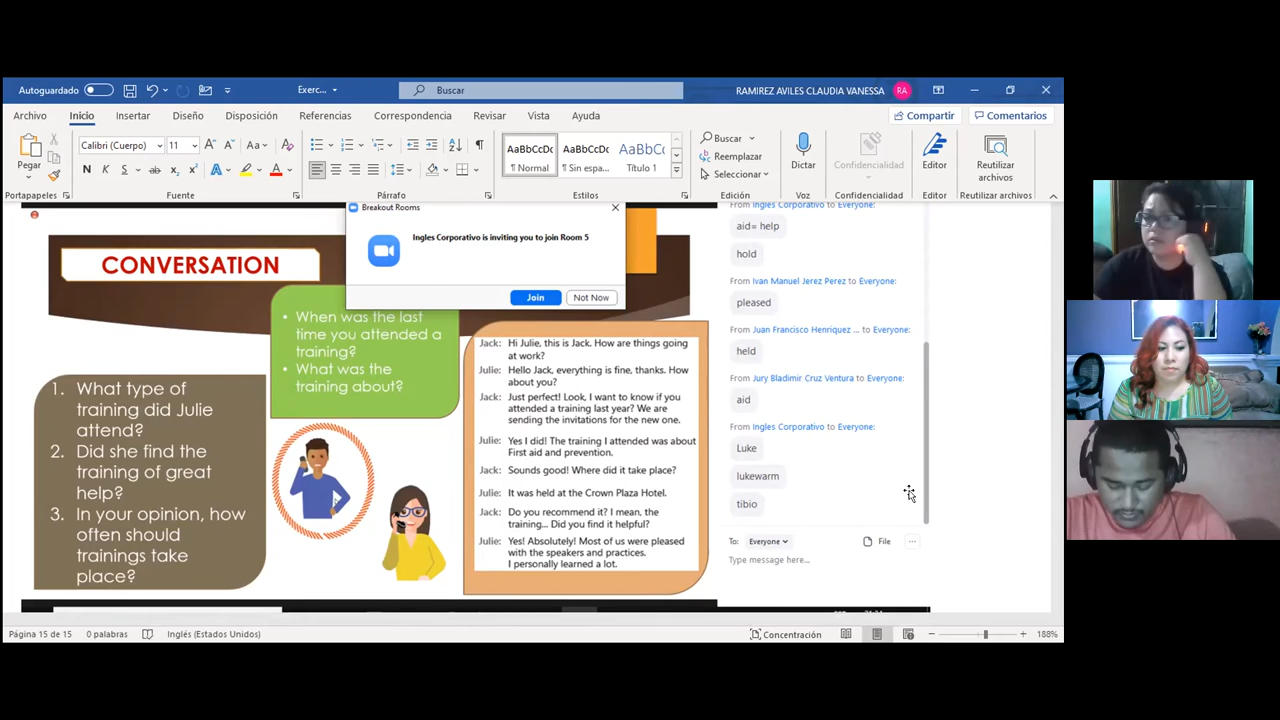 Autoguardado
Exerc...
Buscar
RAMIREZ AVILES CLAUDIA VANESSA
RA
Archivo
Inicio
Insertar
Diseño
Disposición
Referencias
Correspondencia
Revisar
Vista
Ayuda
Compartir
Comentarios
Pegar
Calibri (Cuerpo)
11
A A Aa
N K S ab x₂ x² A A
AaBbCcDc AaBbCcDc AaBbCc
¶ Normal ¶ Sin espa... Título 1
Buscar
Reemplazar
Seleccionar
Dictar
Confidencialidad
Editor
Reutilizar
archivos
Portapapeles
Fuente
Párrafo
Estilos
Edición
Voz
Confidencialidad
Editor
Reutilizar archivos
Breakout Rooms
Ingles Corporativo is inviting you to join Room 5
Join
Not Now
CONVERSATION
• When was the last
time you attended a
training?
• What was the
training about?
1. What type of
training did Julie
attend?
2. Did she find the
training of great
help?
3. In your opinion, how
often should
trainings take
place?
Jack: Hi Julie, this is Jack. How are things going
at work?
Julie: Hello Jack, everything is fine, thanks. How
about you?
Jack: Just perfect! Look, I want to know if you
attended a training last year? We are
sending the invitations for the new one.
Julie: Yes I did! The training I attended was about
First aid and prevention.
Jack: Sounds good! Where did it take place?
Julie: It was held at the Crown Plaza Hotel.
Jack: Do you recommend it? I mean, the
training... Did you find it helpful?
Julie: Yes! Absolutely! Most of us were pleased
with the speakers and practices.
I personally learned a lot.
From Ingles Corporativo to Everyone:
aid= help
hold
From Ivan Manuel Jerez Perez to Everyone:
pleased
From Juan Francisco Henriquez ... to Everyone:
held
From Jury Bladimir Cruz Ventura to Everyone:
aid
From Ingles Corporativo to Everyone:
Luke
lukewarm
tibio
To: Everyone
File
Type message here...
Página 15 de 15
0 palabras
Inglés (Estados Unidos)
Concentración
188%